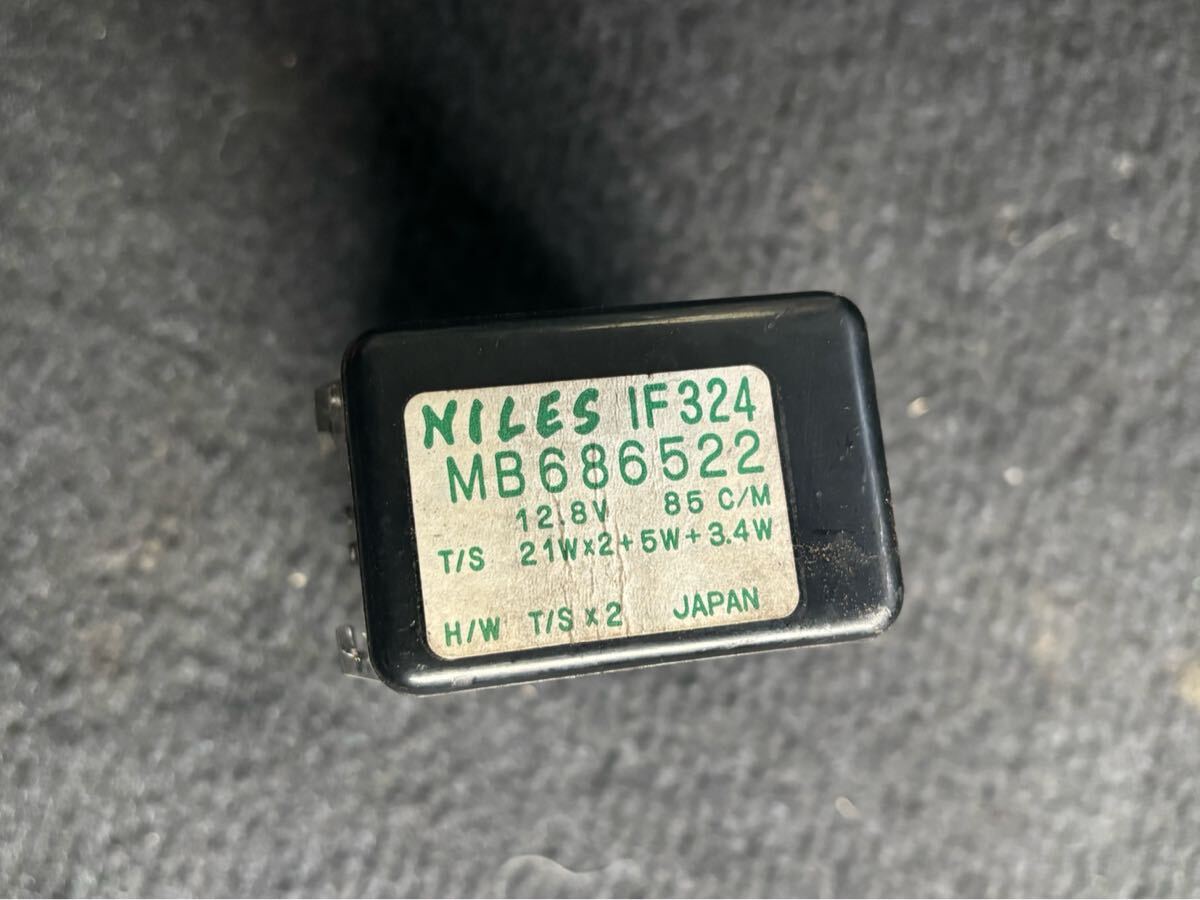 NILES IF324
MB686522
12.8V 85 C/M
T/S 21W×2+5W+3.4W
H/W T/S×2 JAPAN